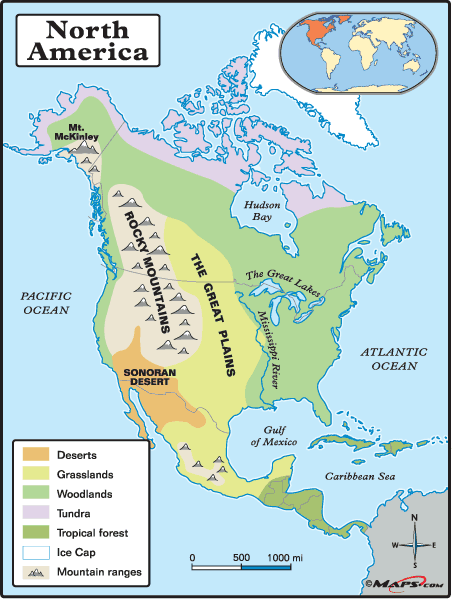 North
America
Mt.
McKinley
Hudson
Bay
ROCKY MOUNTAINS
THE GREAT PLAINS
The Great Lakes
Mississippi River
PACIFIC
OCEAN
ATLANTIC
OCEAN
SONORAN
DESERT
Gulf
of Mexico
Caribbean Sea
Deserts
Grasslands
Woodlands
Tundra
Tropical forest
Ice Cap
Mountain ranges
0 500 1000 mi
N
W E
S
©MAPS.com